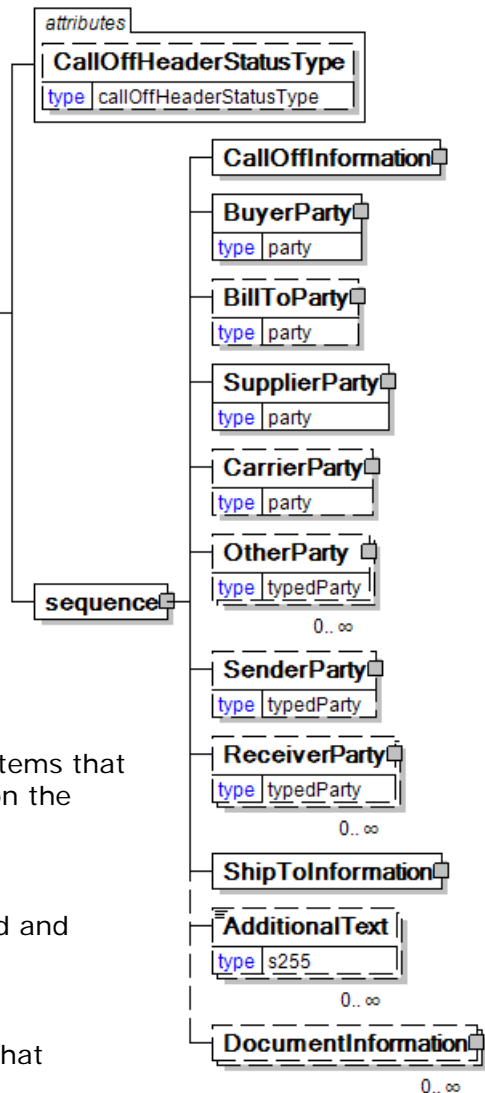 attributes
CallOffHeaderStatusType
type callOffHeaderStatusType
CallOffInformation
BuyerParty
type party
BillToParty
type party
SupplierParty
type party
CarrierParty
type party
OtherParty
type typedParty
0.. ∞
sequence
SenderParty
type typedParty
ReceiverParty
type typedParty
0.. ∞
ShipToInformation
AdditionalText
type s255
0.. ∞
DocumentInformation
0.. ∞
tems that
on the
d and
hat